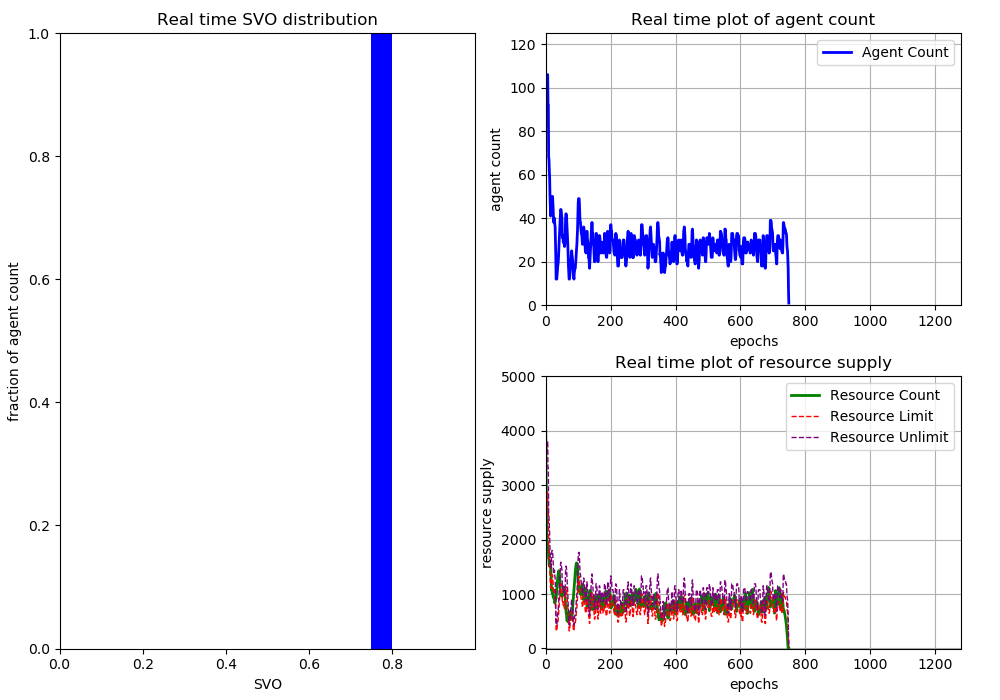 Real time SVO distribution
1.0
0.8
0.6
0.4
0.2
0.0
fraction of agent count
0.0 0.2 0.4 0.6 0.8
SVO
Real time plot of agent count
Agent Count
120
100
80
60
40
20
0
agent count
0 200 400 600 800 1000 1200
epochs
Real time plot of resource supply
Resource Count
Resource Limit
Resource Unlimit
5000
4000
3000
2000
1000
0
resource supply
0 200 400 600 800 1000 1200
epochs